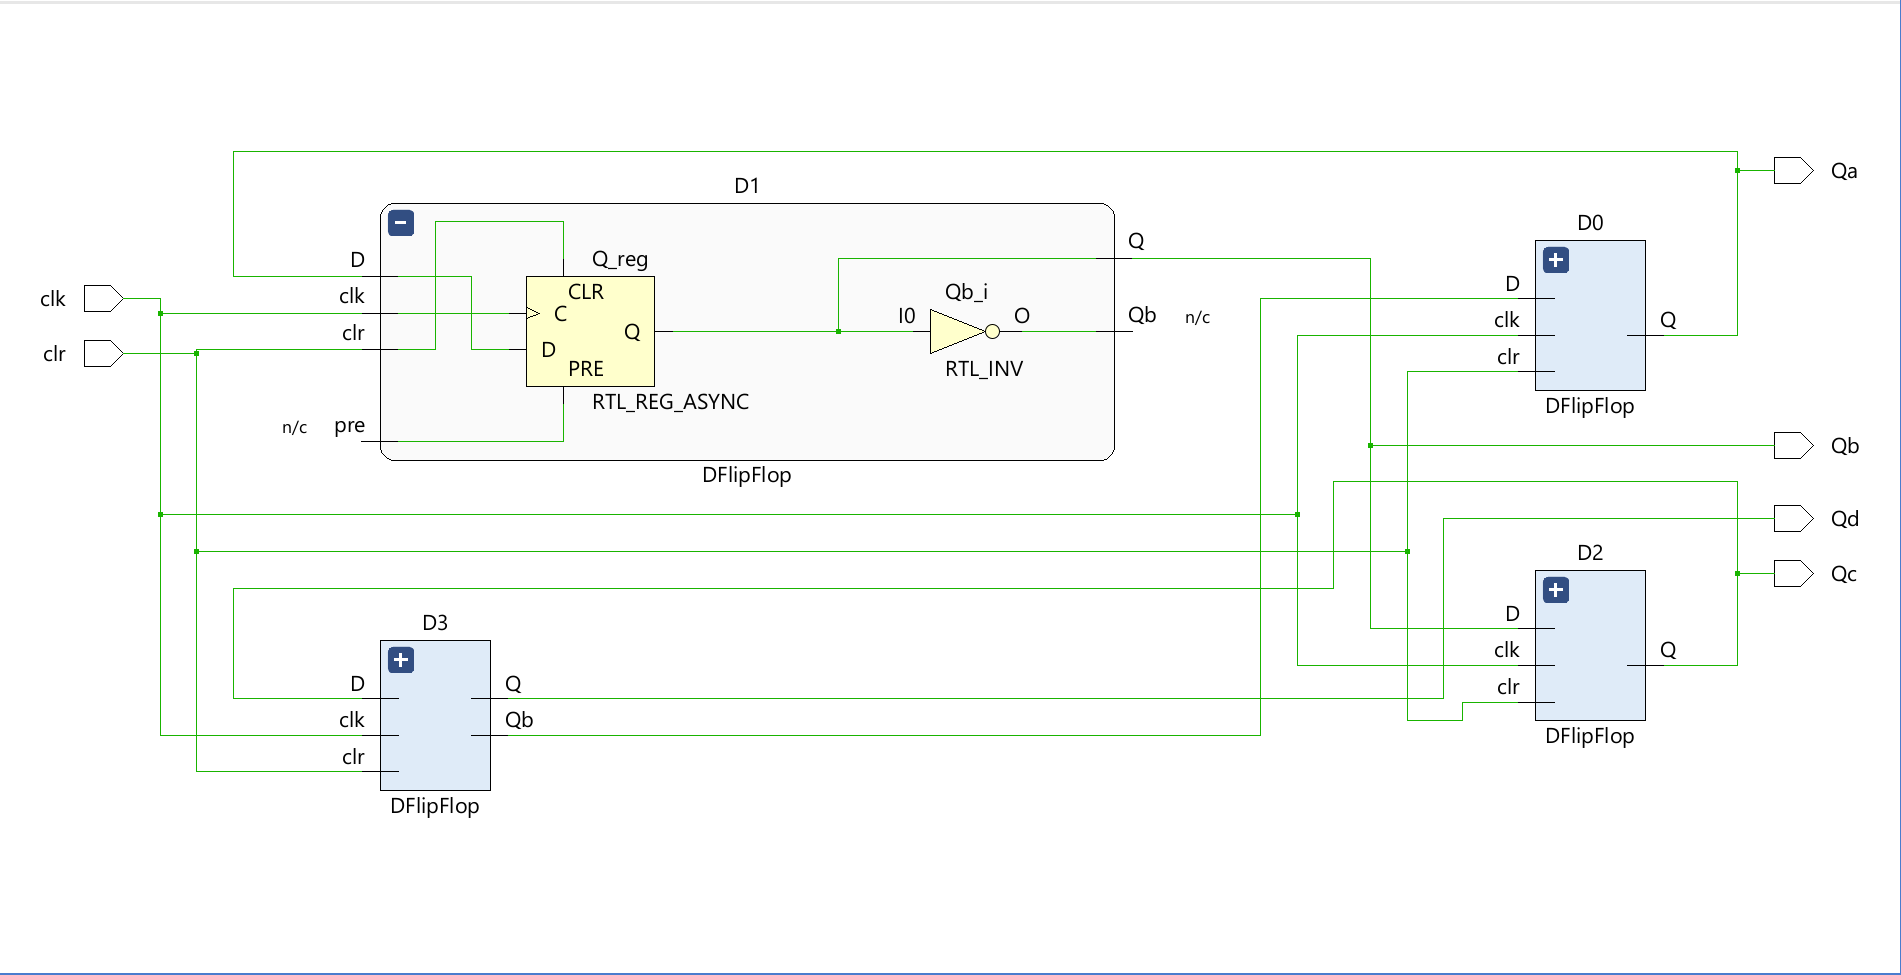 Qa
D1
D0
D
Q
Q_reg
D
clk
CLR
Qb_i
clk
C
I0
O
Qb
n/c
clk
Q
clr
Q
clr
D
clr
PRE
RTL_INV
RTL_REG_ASYNC
DFlipFlop
n/c
pre
Qb
DFlipFlop
Qd
D2
Qc
D3
D
clk
Q
D
Q
clr
clk
Qb
DFlipFlop
clr
DFlipFlop